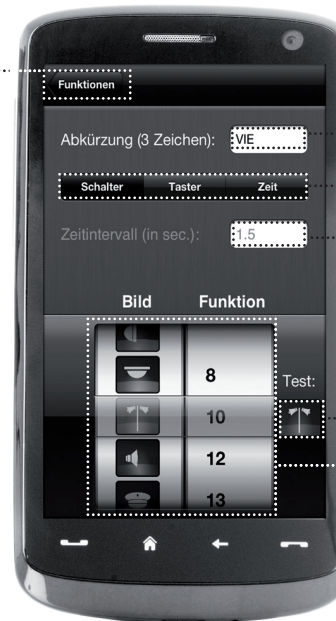 Funktionen
Abkürzung (3 Zeichen): VIE
Schalter Taster Zeit
Zeitintervall (in sec.): 1.5
Bild Funktion
8
Test:
10
12
13